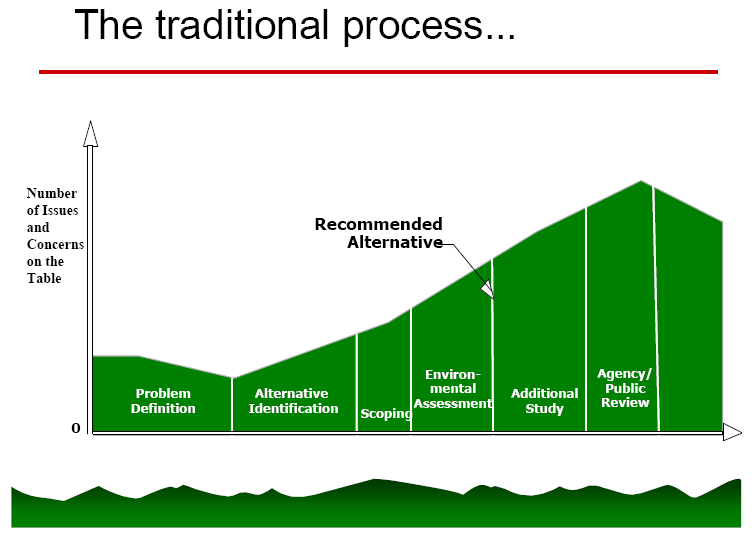 The traditional process...
Number
of Issues
and
Concerns
on the
Table
Recommended
Alternative
Problem
Definition
Alternative
Identification
Scoping
Environ-
mental
Assessment
Additional
Study
Agency/
Public
Review
0